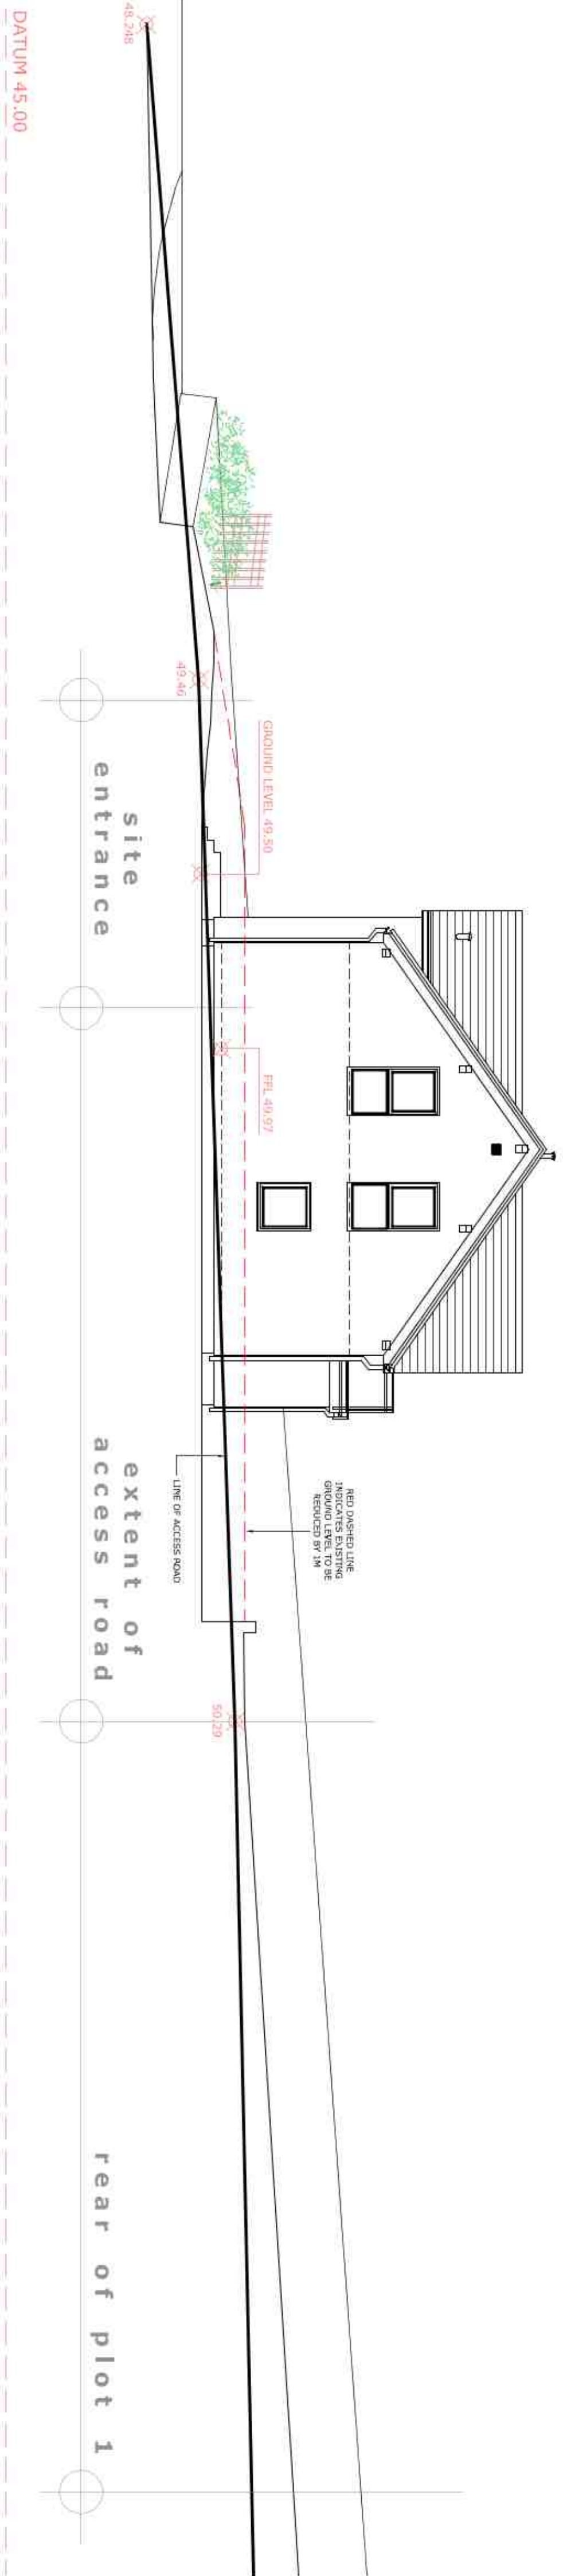 DATUM 45.00
48.248
49.46
GROUND LEVEL 49.50
FFL 49.97
site
entrance
RED DASHED LINE
INDICATES EXISTING
GROUND LEVEL TO BE
REDUCED BY 1M
LINE OF ACCESS ROAD
extent of
access road
50.29
rear of plot 1